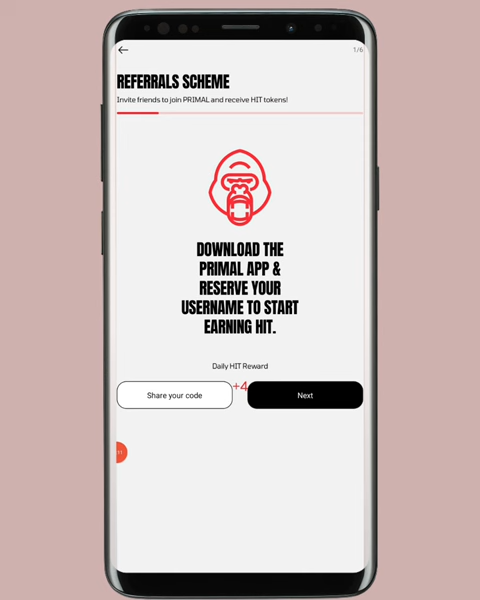 1/6
REFERRALS SCHEME
Invite friends to join PRIMAL and receive HIT tokens!
DOWNLOAD THE
PRIMAL APP &
RESERVE YOUR
USERNAME TO START
EARNING HIT.
Daily HIT Reward
+4
Share your code
Next